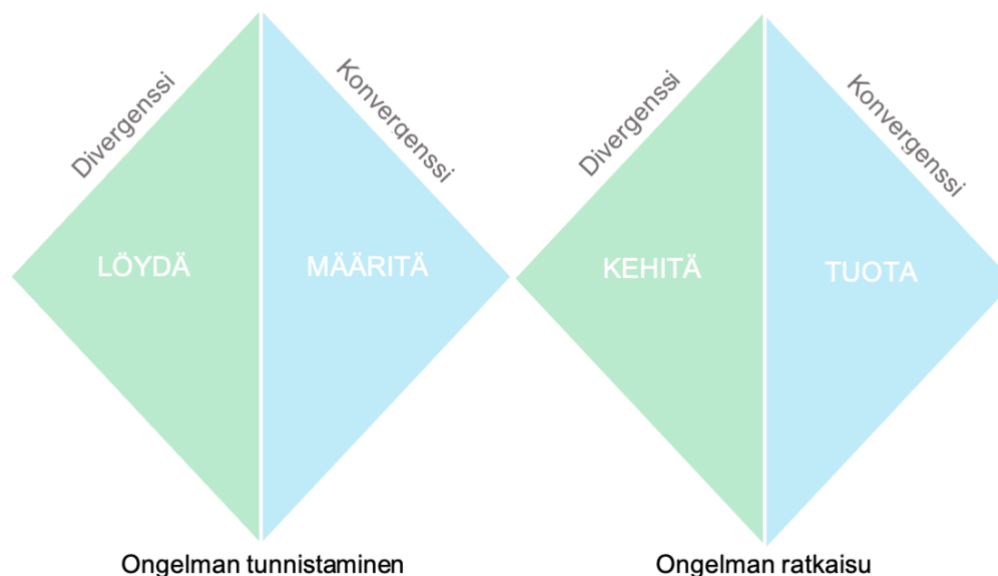 Divergenssi
Konvergenssi
LÖYDÄ
MÄÄRITÄ
Ongelman tunnistaminen
Divergenssi
Konvergenssi
KEHITÄ
TUOTA
Ongelman ratkaisu